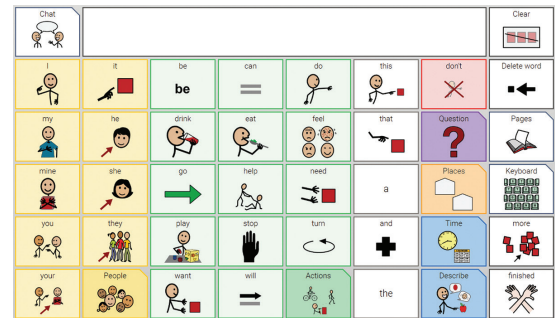 Chat Clear
I it be can do this don't Delete word
be
my he drink eat feel that Question Pages
?
mine she go help need a Places Keyboard
you they play stop turn and Time more
your People want will Actions the Describe finished